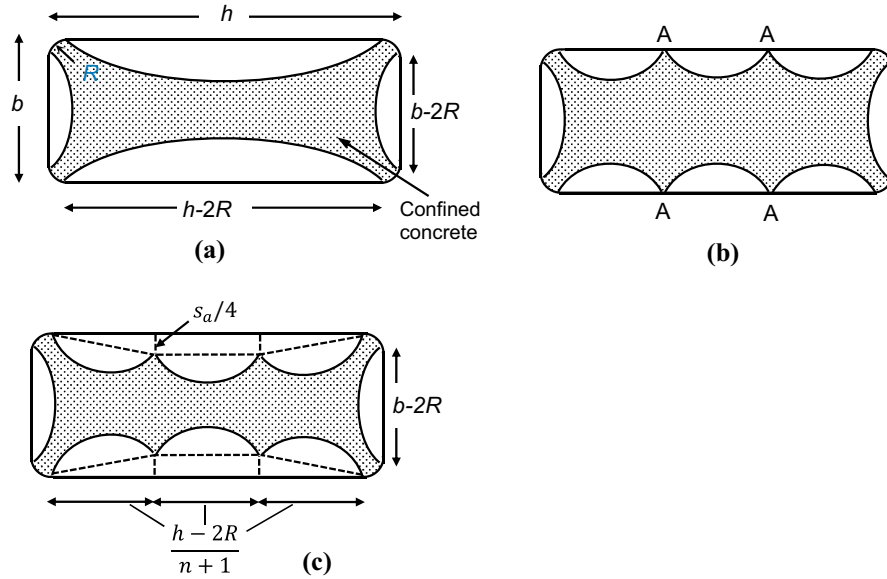 h
R
b
b-2R
h-2R
Confined
concrete
(a)
A A
A A
(b)
s_a/4
b-2R
h − 2R
n + 1
(c)